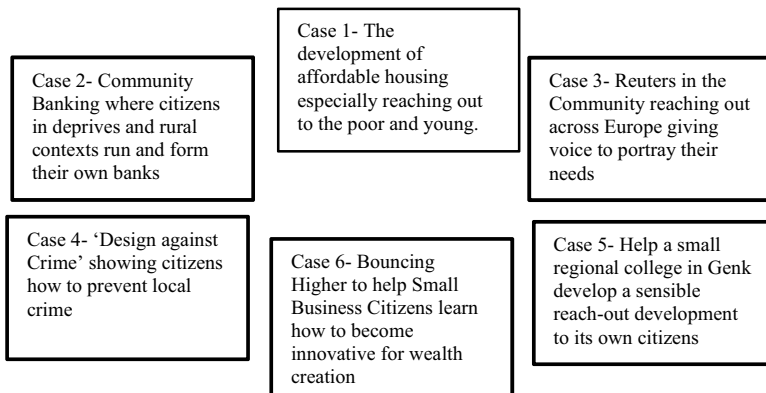 Case 1- The
development of
affordable housing
especially reaching out
to the poor and young.
Case 2- Community
Banking where citizens
in deprives and rural
contexts run and form
their own banks
Case 3- Reuters in the
Community reaching out
across Europe giving
voice to portray their
needs
Case 4- ‘Design against
Crime’ showing citizens
how to prevent local
crime
Case 6- Bouncing
Higher to help Small
Business Citizens learn
how to become
innovative for wealth
creation
Case 5- Help a small
regional college in Genk
develop a sensible
reach-out development
to its own citizens